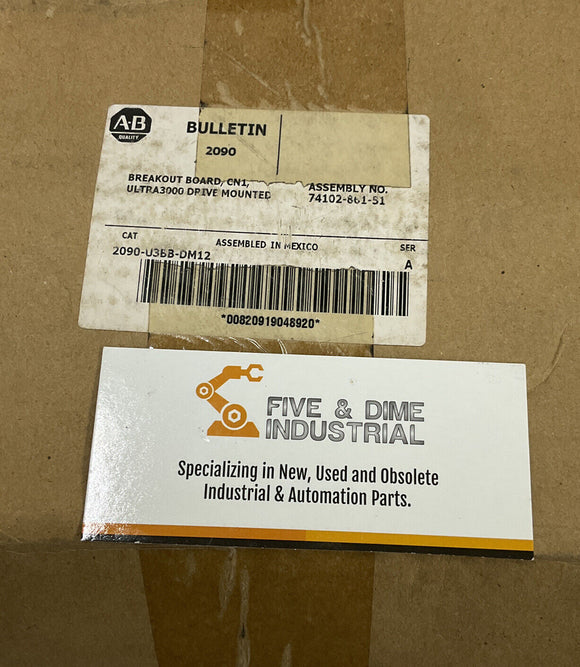 A-B
QUALITY
BULLETIN
2090
BREAKOUT BOARD, CN1,
ULTRA3000 DRIVE MOUNTED
ASSEMBLY NO.
74102-861-51
CAT
ASSEMBLED IN MEXICO
SER
2090-U3BB-DM12
A
*00820919048920*
FIVE & DIME
INDUSTRIAL
Specializing in New, Used and Obsolete
Industrial & Automation Parts.